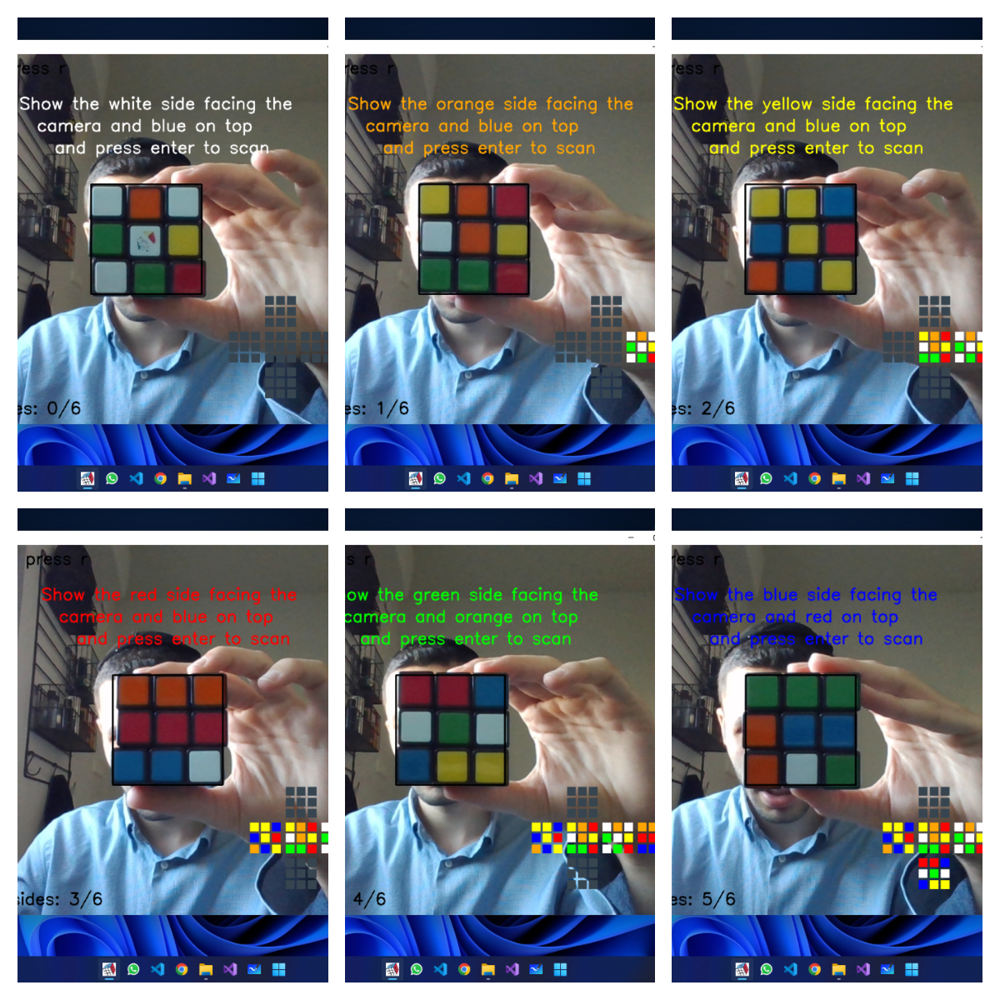 ress r
Show the white side facing the
camera and blue on top
and press enter to scan
es: 0/6
ress r
Show the orange side facing the
camera and blue on top
and press enter to scan
es: 1/6
ress r
Show the yellow side facing the
camera and blue on top
and press enter to scan
es: 2/6
press r
Show the red side facing the
camera and blue on top
and press enter to scan
sides: 3/6
s r
ow the green side facing the
camera and orange on top
and press enter to scan
4/6
ress r
Show the blue side facing the
camera and red on top
and press enter to scan
es: 5/6